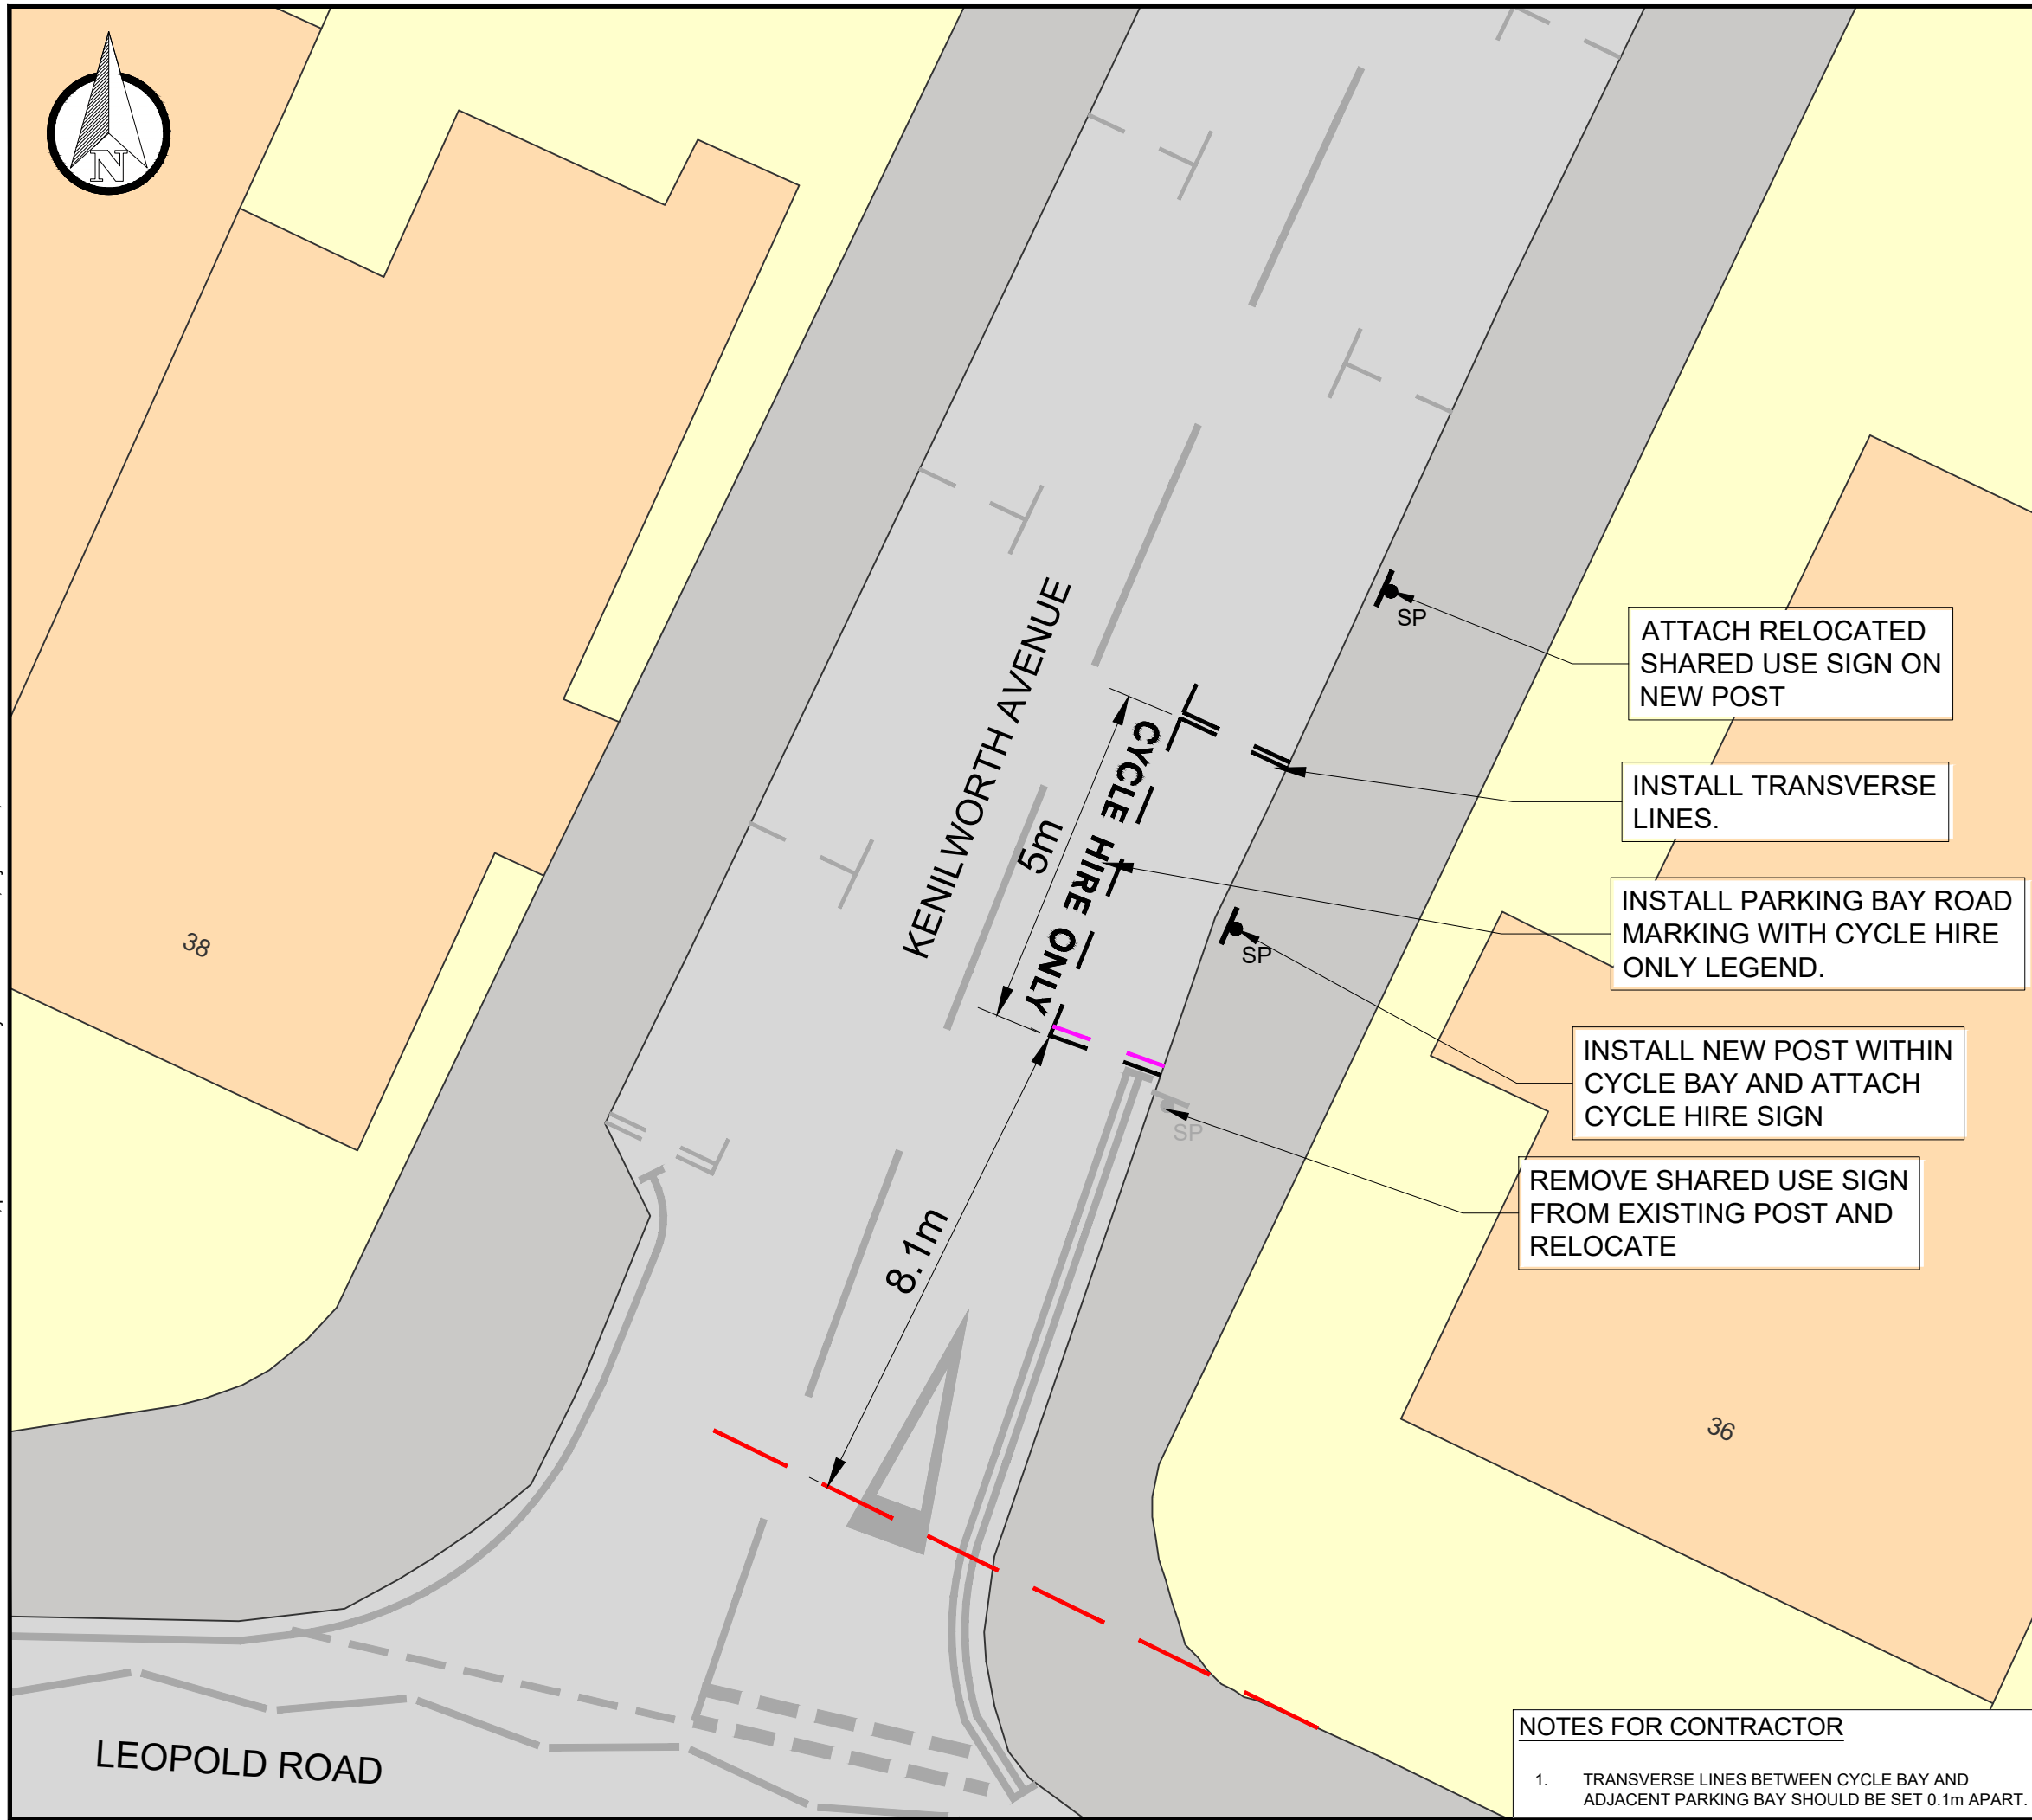 N
ATTACH RELOCATED
SHARED USE SIGN ON
NEW POST
SP
INSTALL TRANSVERSE
LINES.
KENILWORTH AVENUE
5m
CYCLE HIRE ONLY
INSTALL PARKING BAY ROAD
MARKING WITH CYCLE HIRE
ONLY LEGEND.
38
SP
INSTALL NEW POST WITHIN
CYCLE BAY AND ATTACH
CYCLE HIRE SIGN
SP
REMOVE SHARED USE SIGN
FROM EXISTING POST AND
RELOCATE
8.1m
36
LEOPOLD ROAD
NOTES FOR CONTRACTOR
1. TRANSVERSE LINES BETWEEN CYCLE BAY AND
ADJACENT PARKING BAY SHOULD BE SET 0.1m APART.